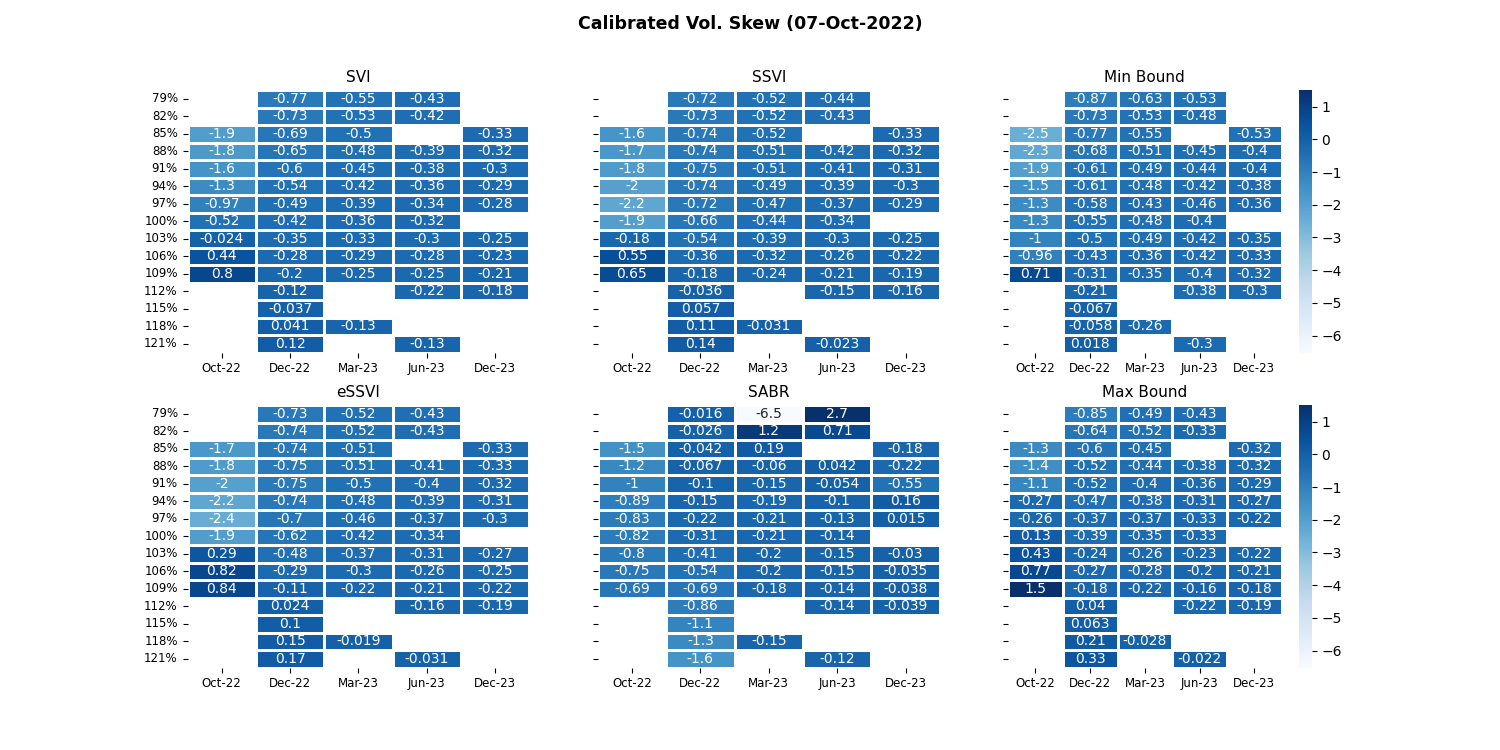 Calibrated Vol. Skew (07-Oct-2022)
SVI SSVI Min Bound
79% -0.77 -0.55 -0.43 -0.72 -0.52 -0.44 -0.87 -0.63 -0.53
82% -0.73 -0.53 -0.42 -0.73 -0.52 -0.43 -0.73 -0.53 -0.48
85% -1.9 -0.69 -0.5 -0.33 -1.6 -0.74 -0.52 -0.33 -2.5 -0.77 -0.55 -0.53
88% -1.8 -0.65 -0.48 -0.39 -0.32 -1.7 -0.74 -0.51 -0.42 -0.32 -2.3 -0.68 -0.51 -0.45 -0.4
91% -1.6 -0.6 -0.45 -0.38 -0.3 -1.8 -0.75 -0.51 -0.41 -0.31 -1.9 -0.61 -0.49 -0.44 -0.4
94% -1.3 -0.54 -0.42 -0.36 -0.29 -2 -0.74 -0.49 -0.39 -0.3 -1.5 -0.61 -0.48 -0.42 -0.38
97% -0.97 -0.49 -0.39 -0.34 -0.28 -2.2 -0.72 -0.47 -0.37 -0.29 -1.3 -0.58 -0.43 -0.46 -0.36
100% -0.52 -0.42 -0.36 -0.32 -1.9 -0.66 -0.44 -0.34 -1.3 -0.55 -0.48 -0.4
103% -0.024 -0.35 -0.33 -0.3 -0.25 -0.18 -0.54 -0.39 -0.3 -0.25 -1 -0.5 -0.49 -0.42 -0.35
106% 0.44 -0.28 -0.29 -0.28 -0.23 0.55 -0.36 -0.32 -0.26 -0.22 -0.96 -0.43 -0.36 -0.42 -0.33
109% 0.8 -0.2 -0.25 -0.25 -0.21 0.65 -0.18 -0.24 -0.21 -0.19 0.71 -0.31 -0.35 -0.4 -0.32
112% -0.12 -0.22 -0.18 -0.036 -0.15 -0.16 -0.21 -0.38 -0.3
115% -0.037 0.057 -0.067
118% 0.041 -0.13 0.11 -0.031 -0.058 -0.26
121% 0.12 -0.13 0.14 -0.023 0.018 -0.3
Oct-22 Dec-22 Mar-23 Jun-23 Dec-23 Oct-22 Dec-22 Mar-23 Jun-23 Dec-23 Oct-22 Dec-22 Mar-23 Jun-23 Dec-23
1
0
−1
−2
−3
−4
−5
−6
eSSVI SABR Max Bound
79% -0.73 -0.52 -0.43 -0.016 -6.5 2.7 -0.85 -0.49 -0.43
82% -0.74 -0.52 -0.43 -0.026 1.2 0.71 -0.64 -0.52 -0.33
85% -1.7 -0.74 -0.51 -0.33 -1.5 -0.042 0.19 -0.18 -1.3 -0.6 -0.45 -0.32
88% -1.8 -0.75 -0.51 -0.41 -0.33 -1.2 -0.067 -0.06 0.042 -0.22 -1.4 -0.52 -0.44 -0.38 -0.32
91% -2 -0.75 -0.5 -0.4 -0.32 -1 -0.1 -0.15 -0.054 -0.55 -1.1 -0.52 -0.4 -0.36 -0.29
94% -2.2 -0.74 -0.48 -0.39 -0.31 -0.89 -0.15 -0.19 -0.1 0.16 -0.27 -0.47 -0.38 -0.31 -0.27
97% -2.4 -0.7 -0.46 -0.37 -0.3 -0.83 -0.22 -0.21 -0.13 0.015 -0.26 -0.37 -0.37 -0.33 -0.22
100% -1.9 -0.62 -0.42 -0.34 -0.82 -0.31 -0.21 -0.14 0.13 -0.39 -0.35 -0.33
103% 0.29 -0.48 -0.37 -0.31 -0.27 -0.8 -0.41 -0.2 -0.15 -0.03 0.43 -0.24 -0.26 -0.23 -0.22
106% 0.82 -0.29 -0.3 -0.26 -0.25 -0.75 -0.54 -0.2 -0.15 -0.035 0.77 -0.27 -0.28 -0.2 -0.21
109% 0.84 -0.11 -0.22 -0.21 -0.22 -0.69 -0.69 -0.18 -0.14 -0.038 1.5 -0.18 -0.22 -0.16 -0.18
112% 0.024 -0.16 -0.19 -0.86 -0.14 -0.039 0.04 -0.22 -0.19
115% 0.1 -1.1 0.063
118% 0.15 -0.019 -1.3 -0.15 0.21 -0.028
121% 0.17 -0.031 -1.6 -0.12 0.33 -0.022
Oct-22 Dec-22 Mar-23 Jun-23 Dec-23 Oct-22 Dec-22 Mar-23 Jun-23 Dec-23 Oct-22 Dec-22 Mar-23 Jun-23 Dec-23
1
0
−1
−2
−3
−4
−5
−6